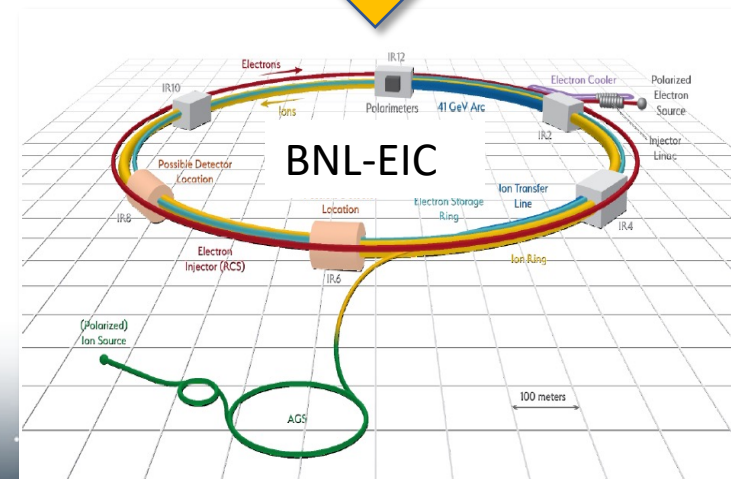 IR12
Electrons
Electron Cooler
Polarized
Electron
Source
IR10
Ions
Polarimeters
41 GeV Arc
IR2
Injector
Linac
BNL-EIC
Possible Detector
Location
Location
Electron Storage
Ring
Ion Transfer
Line
IR8
IR4
Electron
Injector (RCS)
Ion Ring
IR6
(Polarized)
Ion Source
100 meters
AGS